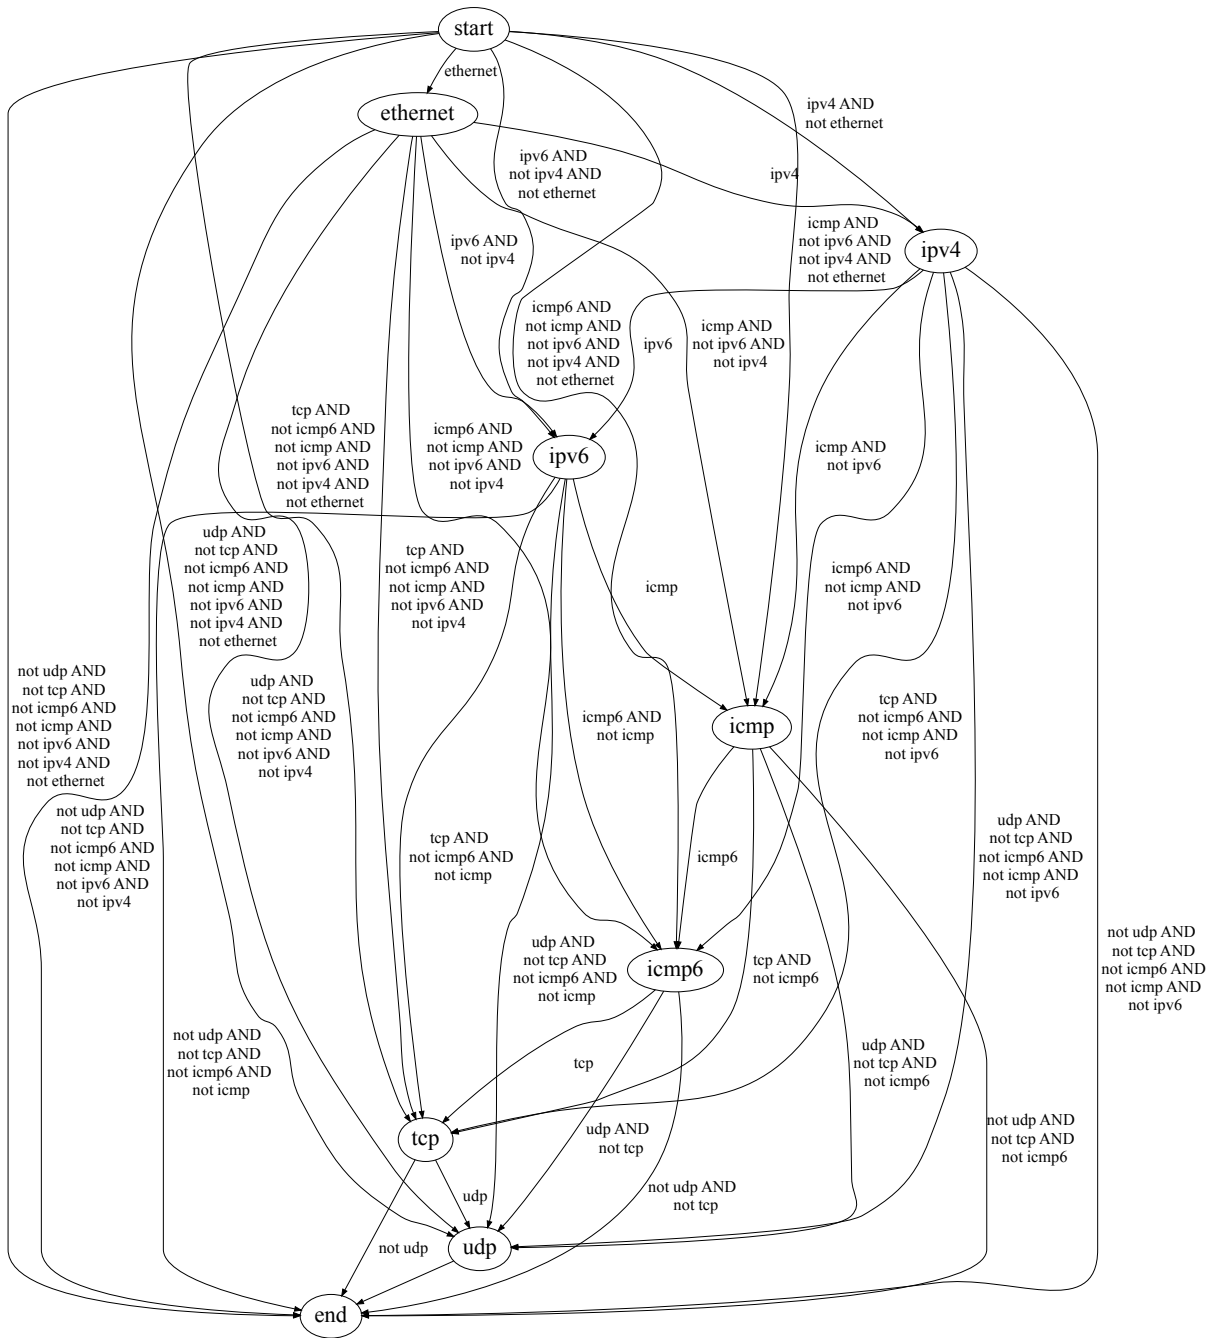 start
ethernet
ethernet
ipv4 AND
not ethernet
ipv6 AND
not ipv4 AND
not ethernet
ipv4
icmp AND
not ipv6 AND
not ipv4 AND
not ethernet
ipv4
ipv6 AND
not ipv4
icmp6 AND
not icmp AND
not ipv6 AND
not ipv4 AND
not ethernet
ipv6
icmp AND
not ipv6 AND
not ipv4
tcp AND
not icmp6 AND
not icmp AND
not ipv6 AND
not ipv4 AND
not ethernet
icmp6 AND
not icmp AND
not ipv6 AND
not ipv4
ipv6
icmp AND
not ipv6
udp AND
not tcp AND
not icmp6 AND
not icmp AND
not ipv6 AND
not ipv4 AND
not ethernet
tcp AND
not icmp6 AND
not icmp AND
not ipv6 AND
not ipv4
icmp
icmp6 AND
not icmp AND
not ipv6
not udp AND
not tcp AND
not icmp6 AND
not icmp AND
not ipv6 AND
not ipv4 AND
not ethernet
udp AND
not tcp AND
not icmp6 AND
not icmp AND
not ipv6 AND
not ipv4
icmp6 AND
not icmp
icmp
tcp AND
not icmp6 AND
not icmp AND
not ipv6
not udp AND
not tcp AND
not icmp6 AND
not icmp AND
not ipv6 AND
not ipv4
tcp AND
not icmp6 AND
not icmp
icmp6
udp AND
not tcp AND
not icmp6 AND
not icmp AND
not ipv6
udp AND
not tcp AND
not icmp6 AND
not icmp
icmp6
tcp AND
not icmp6
not udp AND
not tcp AND
not icmp6 AND
not icmp AND
not ipv6
not udp AND
not tcp AND
not icmp6 AND
not icmp
tcp
udp AND
not tcp AND
not icmp6
tcp
udp AND
not tcp
not udp AND
not tcp AND
not icmp6
udp
not udp AND
not tcp
not udp
udp
end